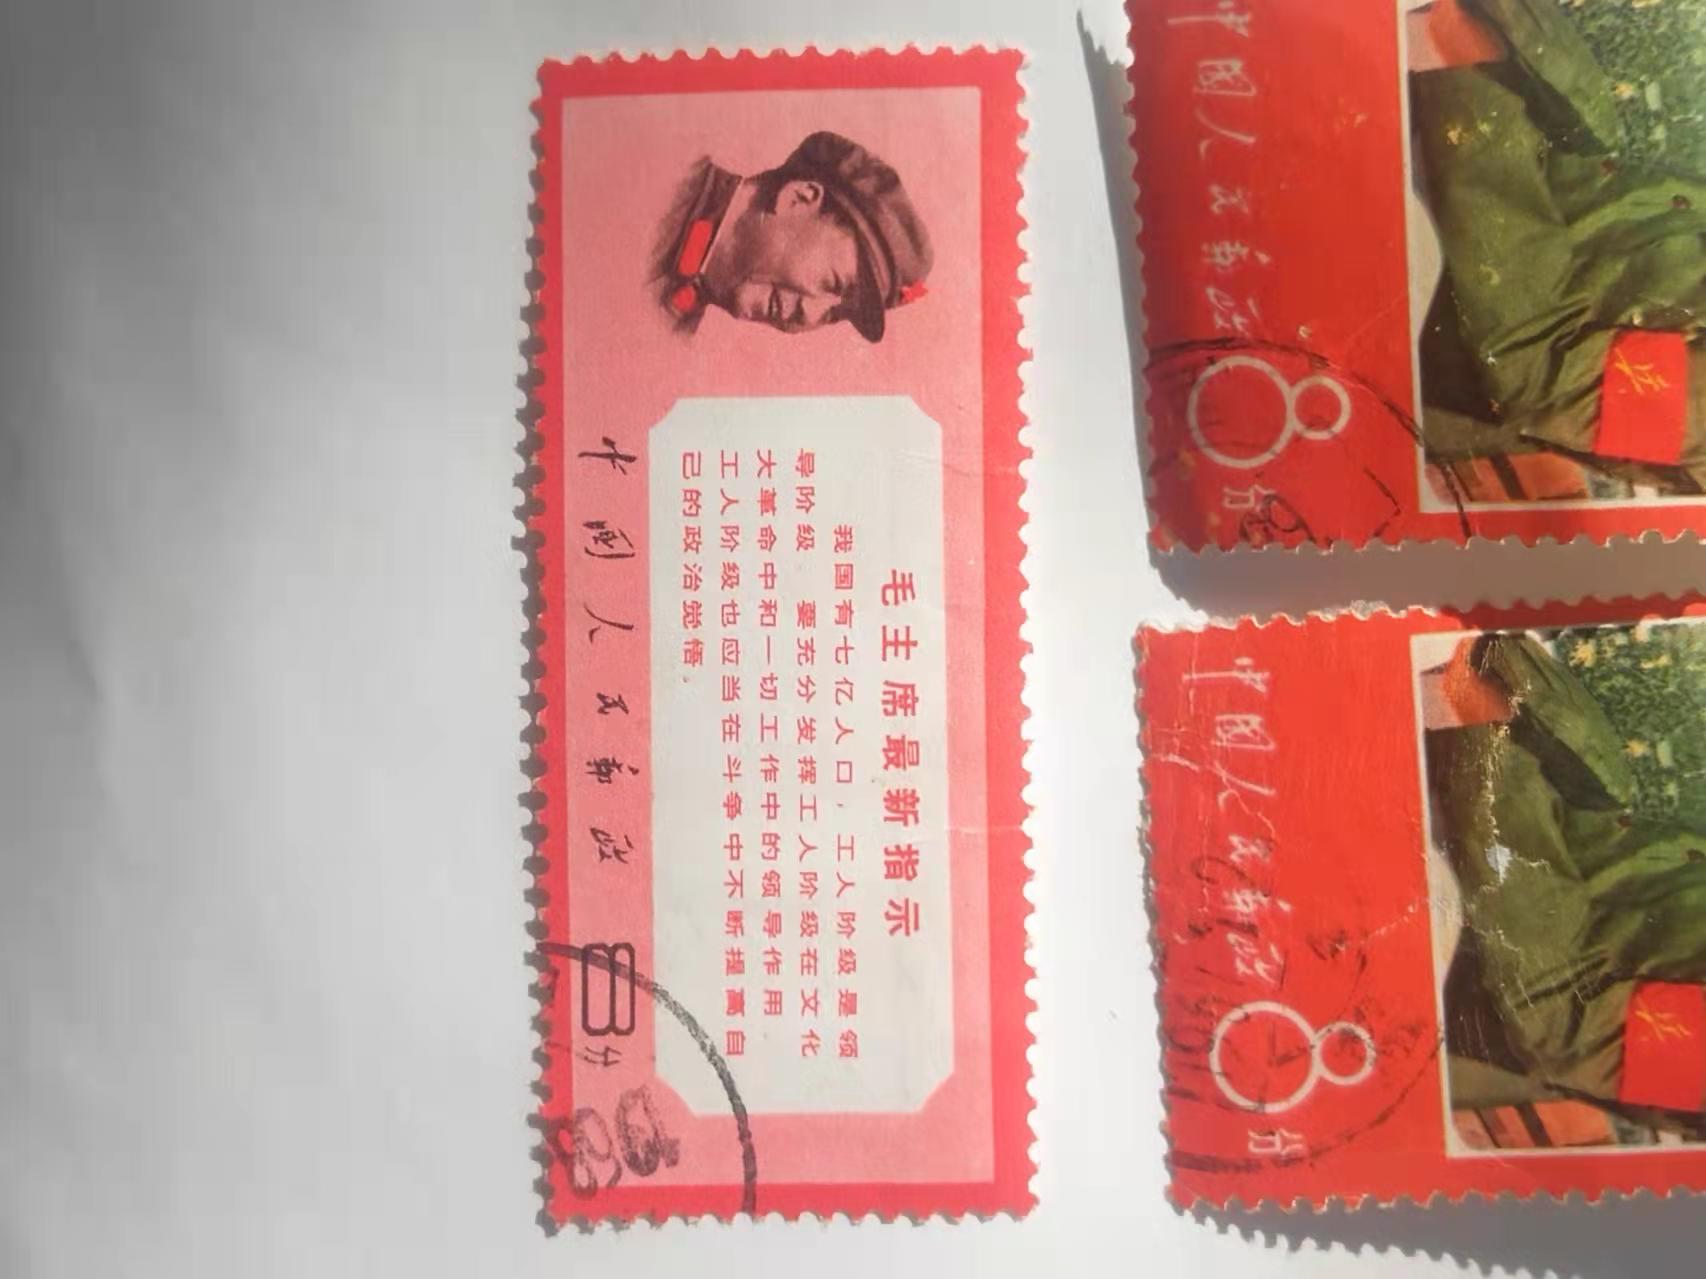 毛主席最新指示
我国有七亿人口，工人阶级是领
导阶级。要充分发挥工人阶级在文化
大革命中和一切工作中的领导作用
工人阶级也应当在斗争中不断提高自
己的政治觉悟。
中国人民邮政
8分
中國人民郵政
8分
中國人民郵政
8分